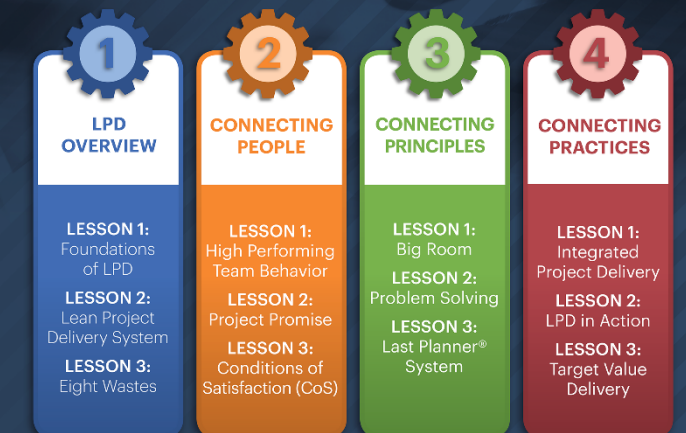 1
LPD
OVERVIEW
LESSON 1:
Foundations
of LPD
LESSON 2:
Lean Project
Delivery System
LESSON 3:
Eight Wastes
2
CONNECTING
PEOPLE
LESSON 1:
High Performing
Team Behavior
LESSON 2:
Project Promise
LESSON 3:
Conditions of
Satisfaction (CoS)
3
CONNECTING
PRINCIPLES
LESSON 1:
Big Room
LESSON 2:
Problem Solving
LESSON 3:
Last Planner®
System
4
CONNECTING
PRACTICES
LESSON 1:
Integrated
Project Delivery
LESSON 2:
LPD in Action
LESSON 3:
Target Value
Delivery